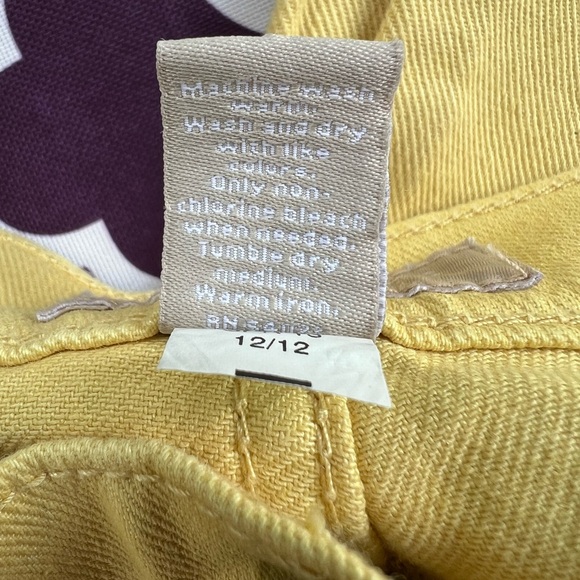 Machine wash
warm.
Wash and dry
with like
colors.
Only non-
chlorine bleach
when needed.
Tumble dry
medium.
Warm iron.
RN
12/12